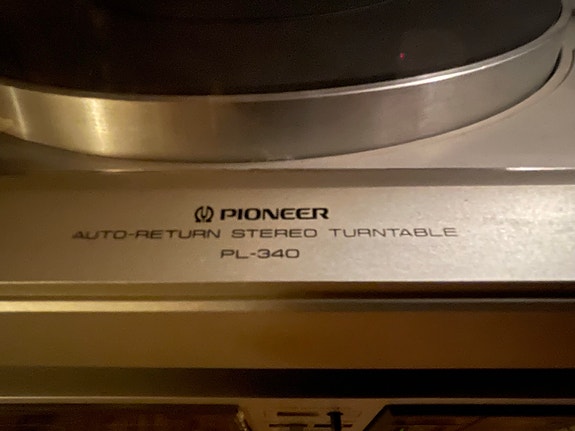 PIONEER
AUTO-RETURN STEREO TURNTABLE
PL-340